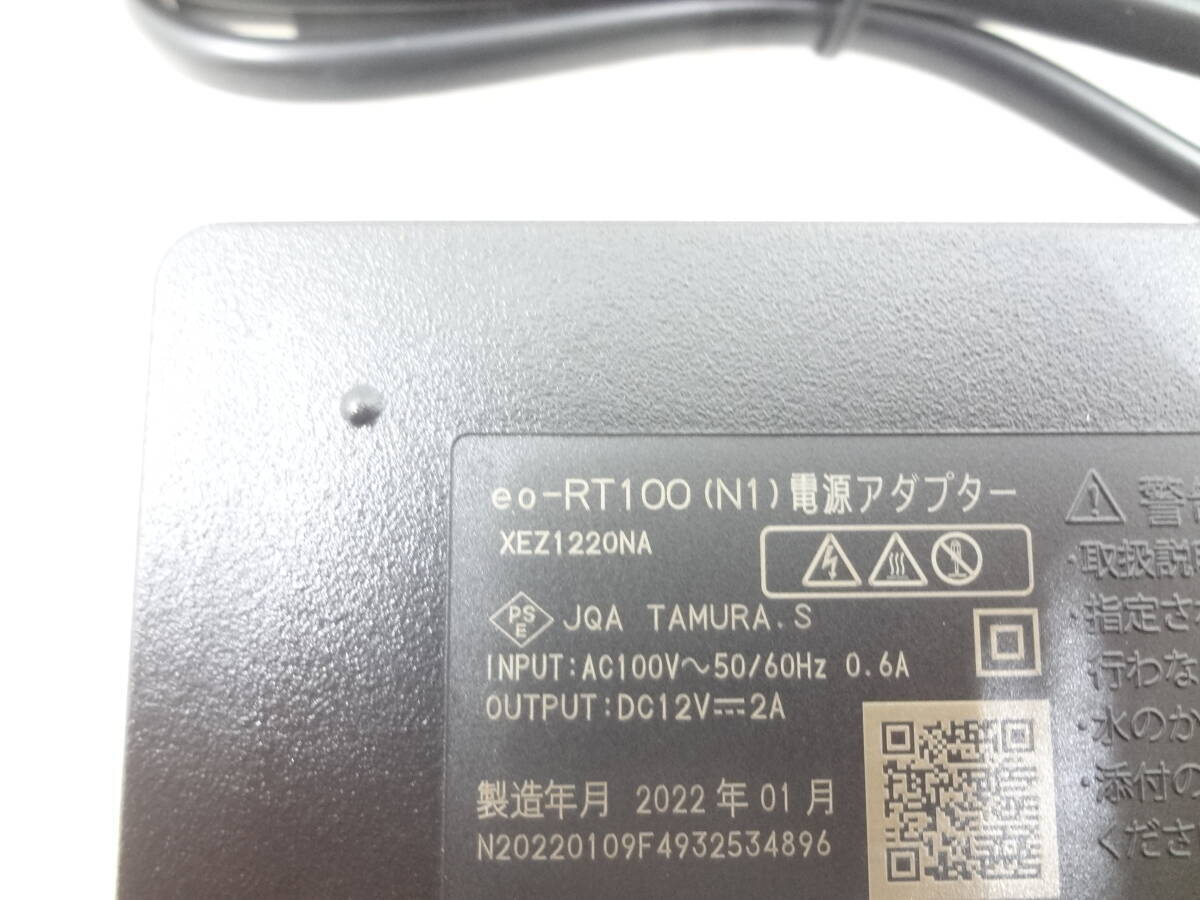 eo-RT100(N1)電源アダプター
XEZ1220NA
PSE JQA TAMURA.S
INPUT:AC100V～50/60Hz 0.6A
OUTPUT:DC12V⎓2A
製造年月 2022年01月
N20220109F4932534896
警
・取扱説
・指定さ
行わな
・水のか
・添付の
くださ